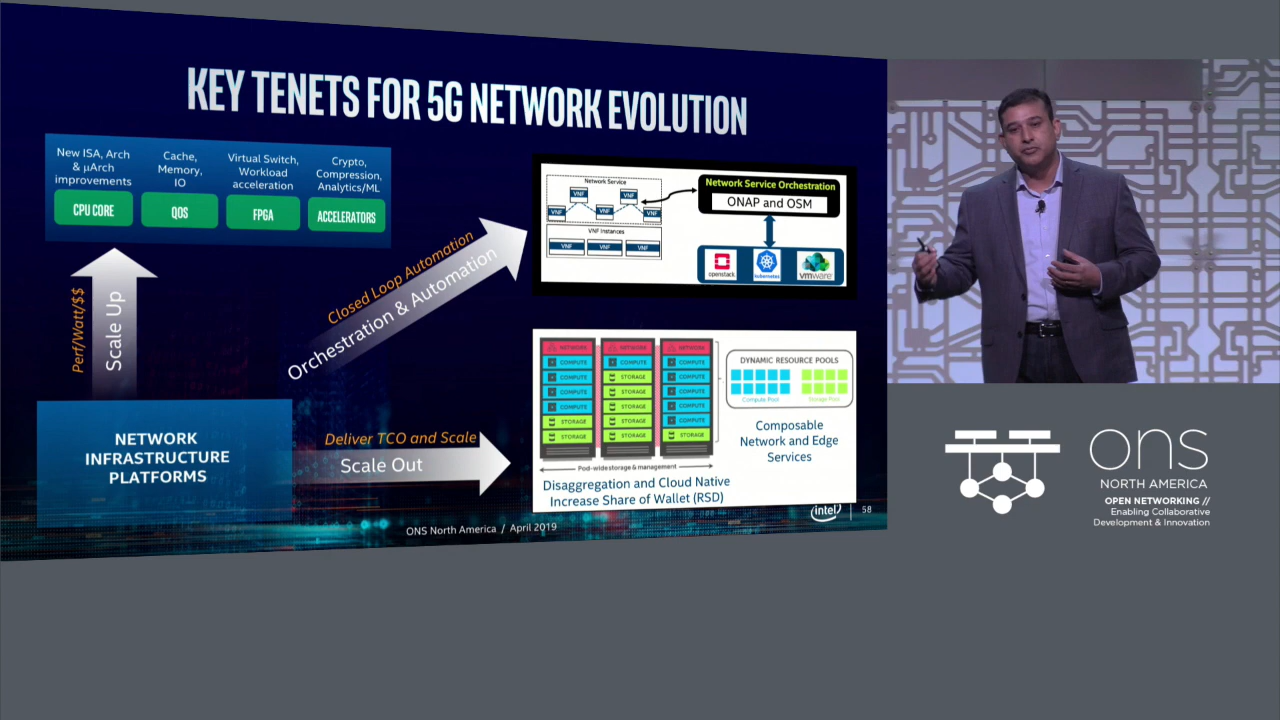 KEY TENETS FOR 5G NETWORK EVOLUTION
New ISA, Arch
& µArch
improvements
CPU CORE
Cache,
Memory,
IO
QOS
Virtual Switch,
Workload
acceleration
FPGA
Crypto,
Compression,
Analytics/ML
ACCELERATORS
Perf/Watt/$$
Scale Up
Closed Loop Automation
Orchestration & Automation
Network Service
VNF
VNF
VNF
VNF
VNF
VNF Instances
VNF
VNF
VNF
Network Service Orchestration
ONAP and OSM
openstack
kubernetes
vmware
NETWORK
INFRASTRUCTURE
PLATFORMS
Deliver TCO and Scale
Scale Out
NETWORK
COMPUTE
COMPUTE
COMPUTE
COMPUTE
STORAGE
STORAGE
NETWORK
COMPUTE
STORAGE
STORAGE
STORAGE
STORAGE
STORAGE
NETWORK
COMPUTE
COMPUTE
COMPUTE
COMPUTE
COMPUTE
STORAGE
Pod-wide storage & management
DYNAMIC RESOURCE POOLS
Compute Pool
Storage Pool
Composable
Network and Edge
Services
Disaggregation and Cloud Native
Increase Share of Wallet (RSD)
ONS North America / April 2019
intel
58
ons
NORTH AMERICA
OPEN NETWORKING //
Enabling Collaborative
Development & Innovation